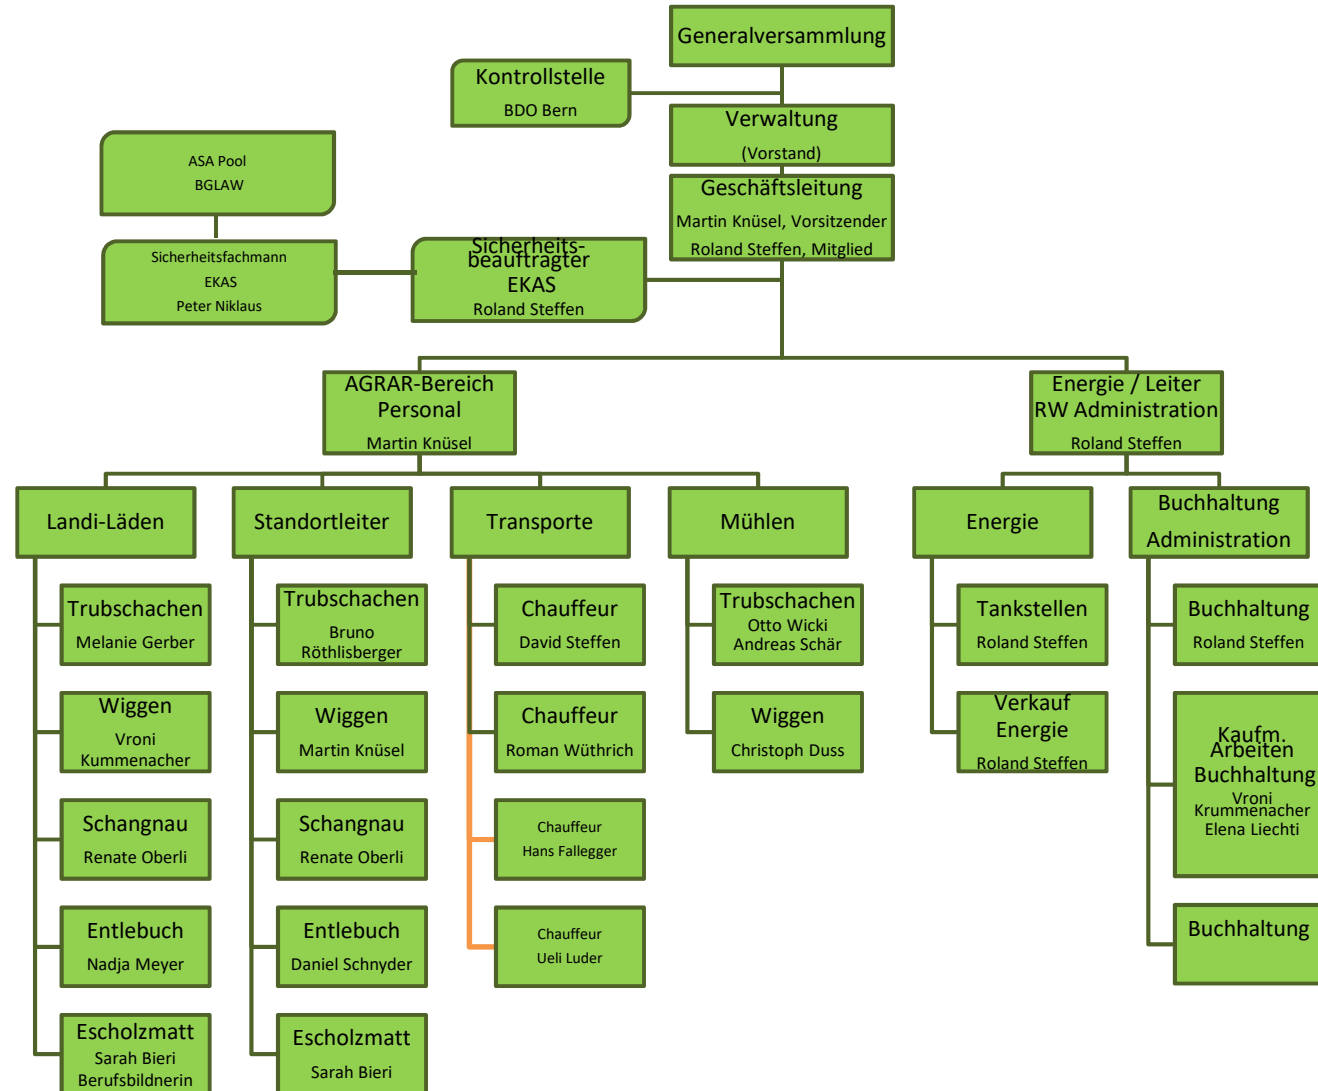 Generalversammlung
Kontrollstelle
BDO Bern
Verwaltung
(Vorstand)
ASA Pool
BGLAW
Geschäftsleitung
Martin Knüsel, Vorsitzender
Roland Steffen, Mitglied
Sicherheitsfachmann
EKAS
Peter Niklaus
Sicherheits-
beauftragter
EKAS
Roland Steffen
AGRAR-Bereich
Personal
Martin Knüsel
Energie / Leiter
RW Administration
Roland Steffen
Landi-Läden
Standortleiter
Transporte
Mühlen
Energie
Buchhaltung
Administration
Trubschachen
Melanie Gerber
Wiggen
Vroni
Kummenacher
Schangnau
Renate Oberli
Entlebuch
Nadja Meyer
Escholzmatt
Sarah Bieri
Berufsbildnerin
Trubschachen
Bruno
Röthlisberger
Wiggen
Martin Knüsel
Schangnau
Renate Oberli
Entlebuch
Daniel Schnyder
Escholzmatt
Sarah Bieri
Chauffeur
David Steffen
Chauffeur
Roman Wüthrich
Chauffeur
Hans Fallegger
Chauffeur
Ueli Luder
Trubschachen
Otto Wicki
Andreas Schär
Wiggen
Christoph Duss
Tankstellen
Roland Steffen
Verkauf
Energie
Roland Steffen
Buchhaltung
Roland Steffen
Kaufm.
Arbeiten
Buchhaltung
Vroni
Krummenacher
Elena Liechti
Buchhaltung